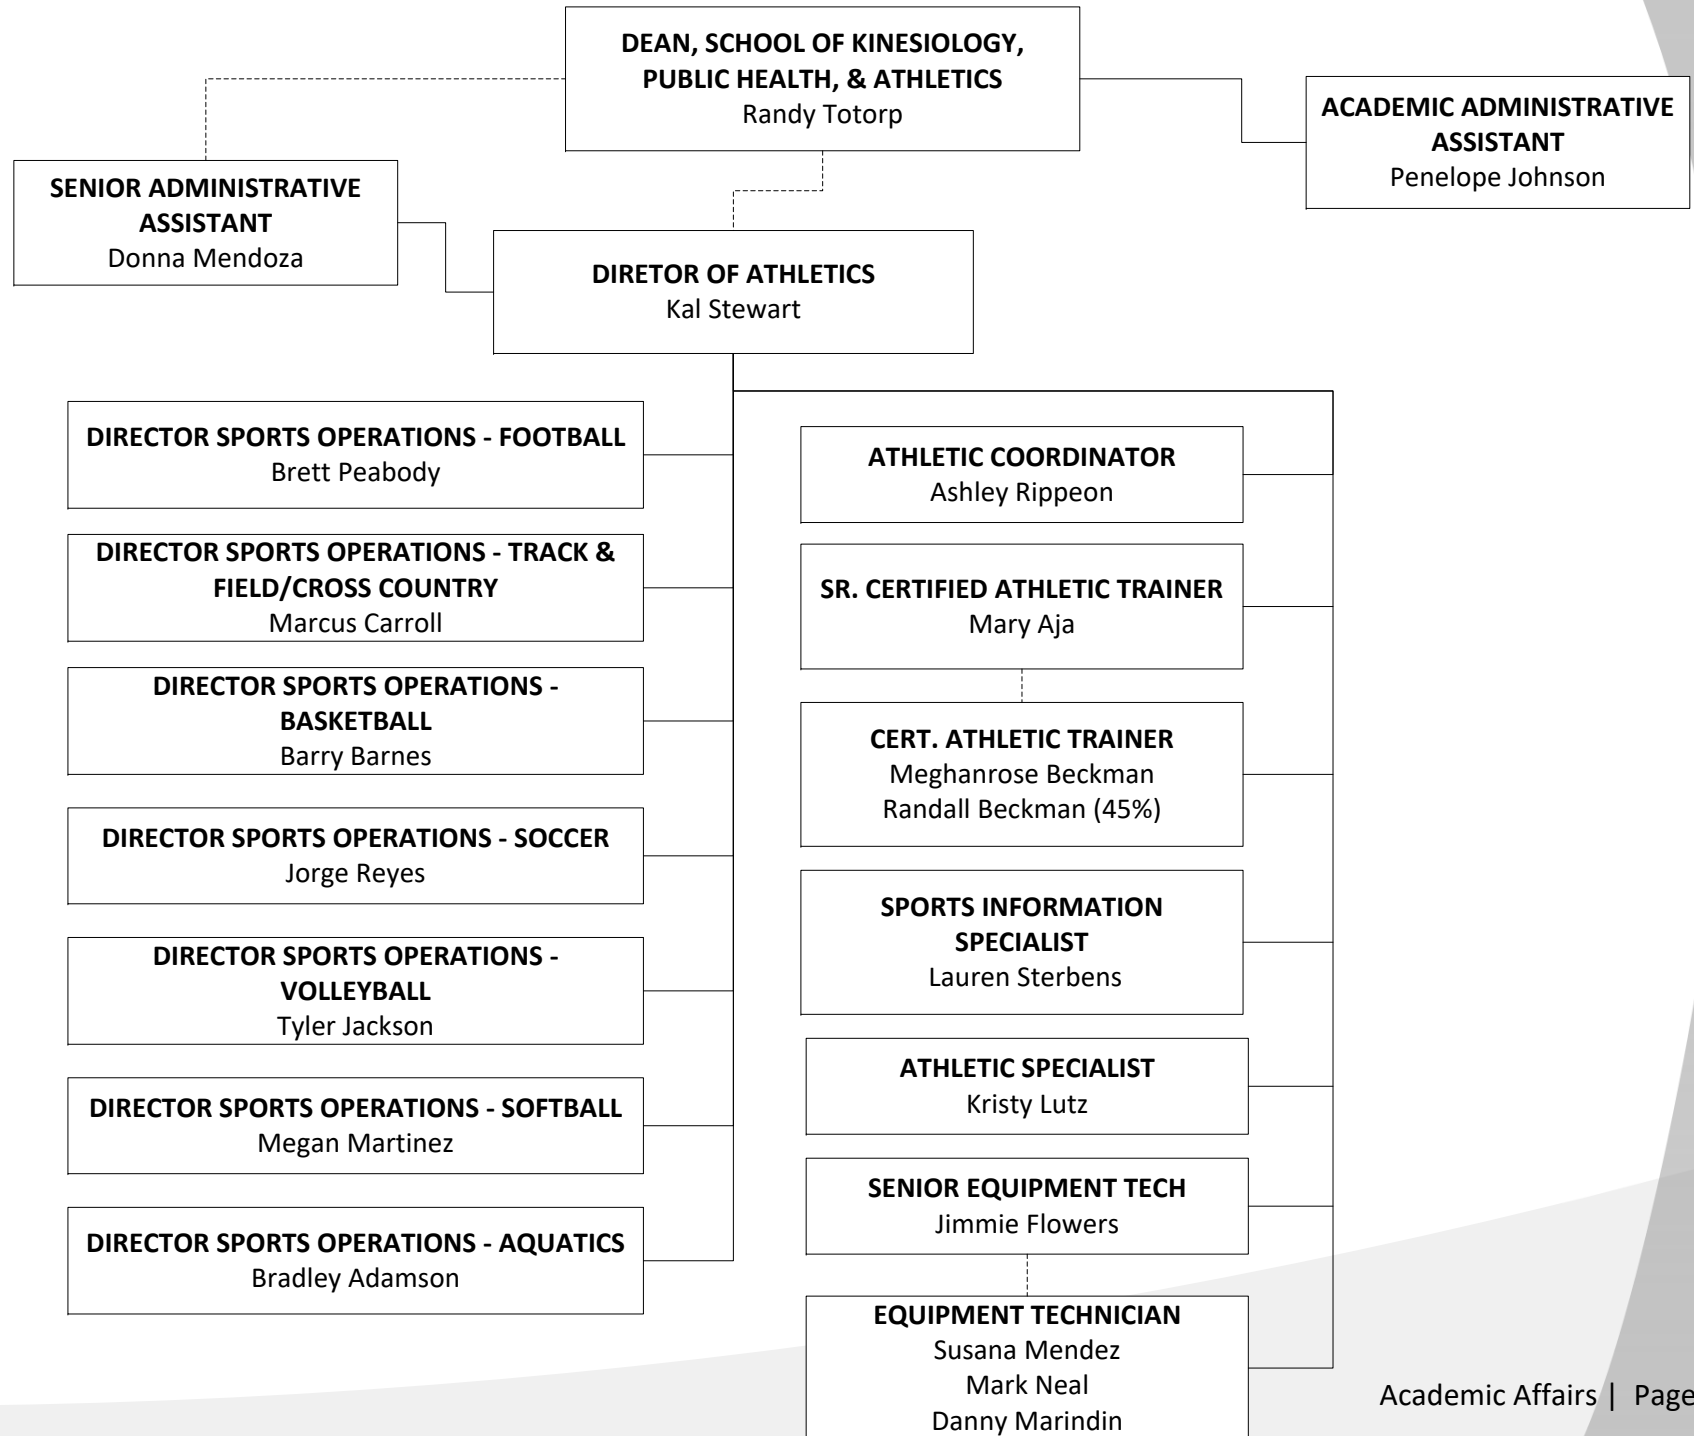 DEAN, SCHOOL OF KINESIOLOGY,
PUBLIC HEALTH, & ATHLETICS
Randy Totorp
ACADEMIC ADMINISTRATIVE
ASSISTANT
Penelope Johnson
SENIOR ADMINISTRATIVE
ASSISTANT
Donna Mendoza
DIRETOR OF ATHLETICS
Kal Stewart
DIRECTOR SPORTS OPERATIONS - FOOTBALL
Brett Peabody
DIRECTOR SPORTS OPERATIONS - TRACK &
FIELD/CROSS COUNTRY
Marcus Carroll
DIRECTOR SPORTS OPERATIONS -
BASKETBALL
Barry Barnes
DIRECTOR SPORTS OPERATIONS - SOCCER
Jorge Reyes
DIRECTOR SPORTS OPERATIONS -
VOLLEYBALL
Tyler Jackson
DIRECTOR SPORTS OPERATIONS - SOFTBALL
Megan Martinez
DIRECTOR SPORTS OPERATIONS - AQUATICS
Bradley Adamson
ATHLETIC COORDINATOR
Ashley Rippeon
SR. CERTIFIED ATHLETIC TRAINER
Mary Aja
CERT. ATHLETIC TRAINER
Meghanrose Beckman
Randall Beckman (45%)
SPORTS INFORMATION
SPECIALIST
Lauren Sterbens
ATHLETIC SPECIALIST
Kristy Lutz
SENIOR EQUIPMENT TECH
Jimmie Flowers
EQUIPMENT TECHNICIAN
Susana Mendez
Mark Neal
Danny Marindin
Academic Affairs | Page